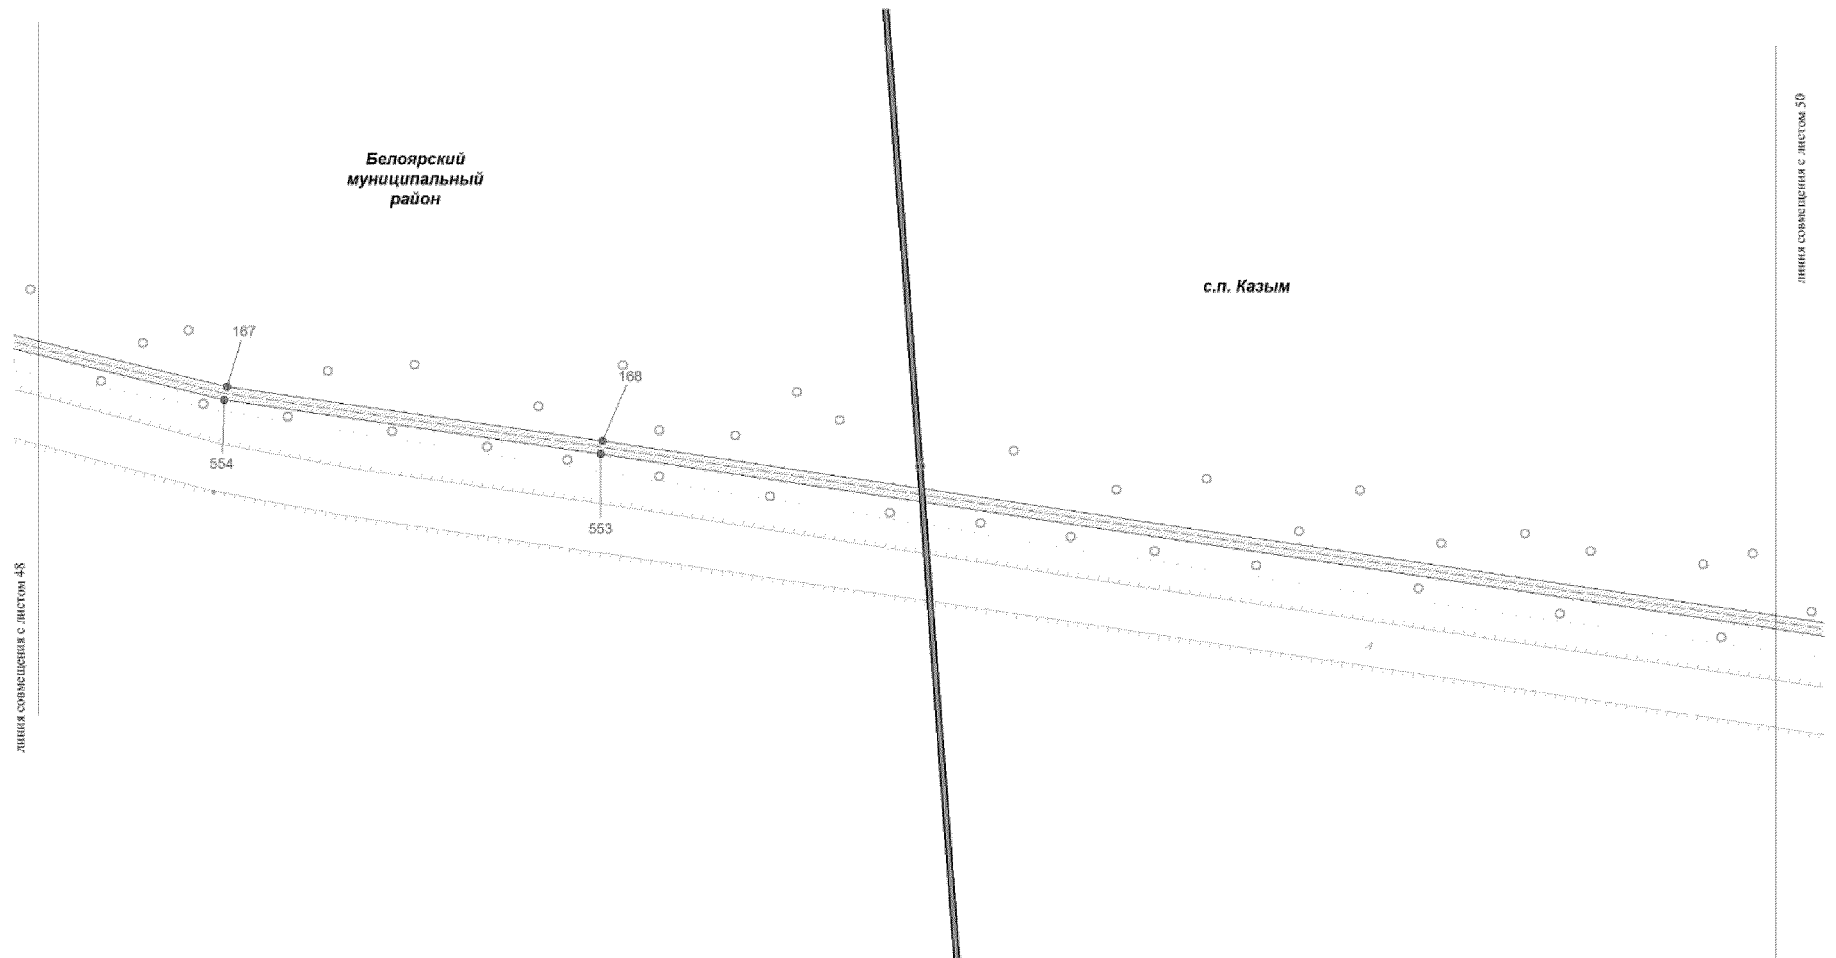 линия совмещения с листом 50
Белоярский
муниципальный
район
с.п. Казым
167
168
554
553
линия совмещения с листом 48